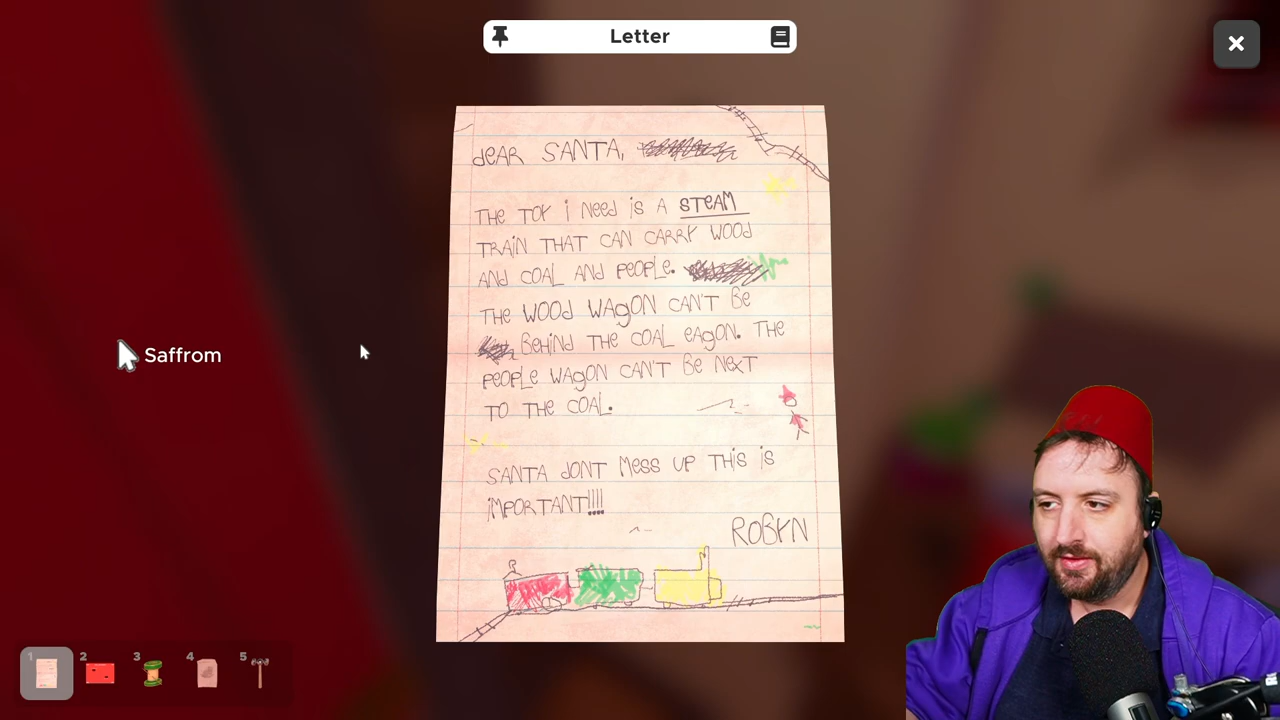 Letter
dEAR SANTA,
THE TOY i NEEd iS A STEAM
TRAiN THAT CAN CARRY WOOd
ANd COAL ANd PEOPLE.
THE WOOd WAgON CAN'T BE
BEHiNd THE COAL EAgON. THE
PEOPLE WAgON CAN'T BE NEXT
TO THE COAL.
SANTA dONT MESS UP THiS iS
iMPORTANT!!!!
ROBYN
Saffrom
1 2 3 4 5